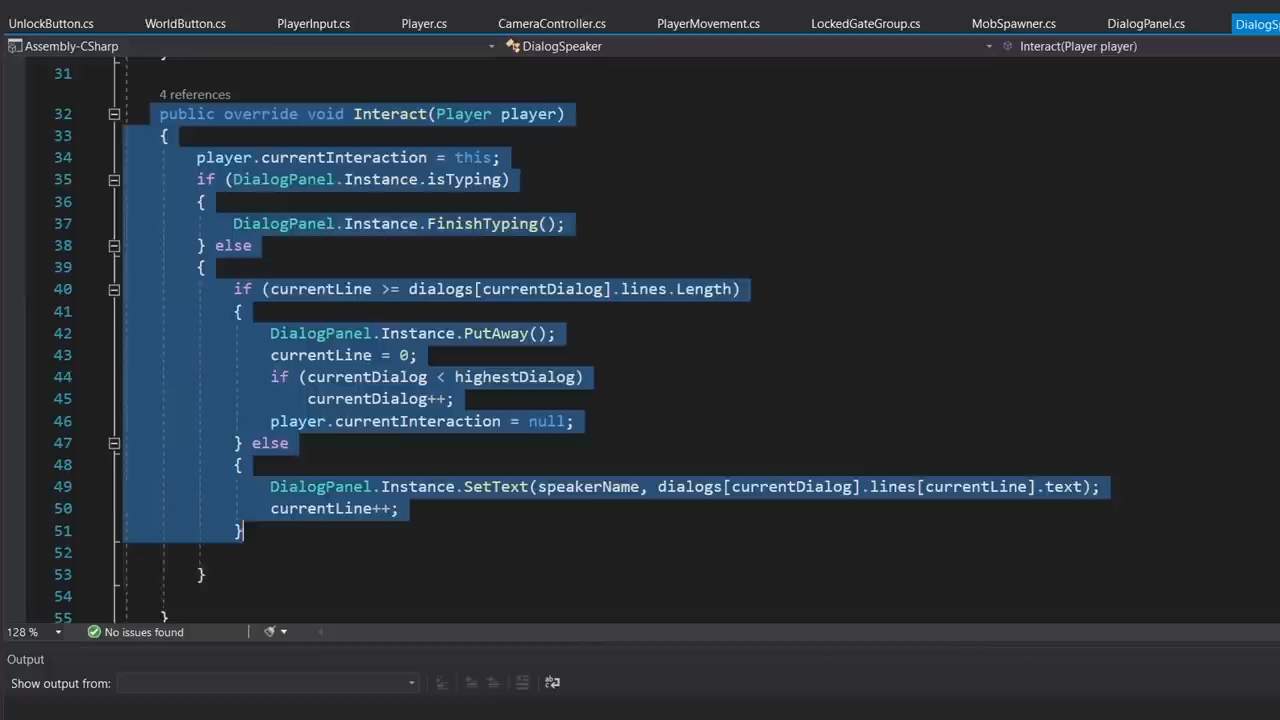 UnlockButton.cs WorldButton.cs PlayerInput.cs Player.cs CameraController.cs PlayerMovement.cs LockedGateGroup.cs MobSpawner.cs DialogPanel.cs DialogSp
Assembly-CSharp DialogSpeaker Interact(Player player)
31
4 references
32 public override void Interact(Player player)
33 {
34 player.currentInteraction = this;
35 if (DialogPanel.Instance.isTyping)
36 {
37 DialogPanel.Instance.FinishTyping();
38 } else
39 {
40 if (currentLine >= dialogs[currentDialog].lines.Length)
41 {
42 DialogPanel.Instance.PutAway();
43 currentLine = 0;
44 if (currentDialog < highestDialog)
45 currentDialog++;
46 player.currentInteraction = null;
47 } else
48 {
49 DialogPanel.Instance.SetText(speakerName, dialogs[currentDialog].lines[currentLine].text);
50 currentLine++;
51 }
52
53 }
54
55 }
128 % No issues found
Output
Show output from: